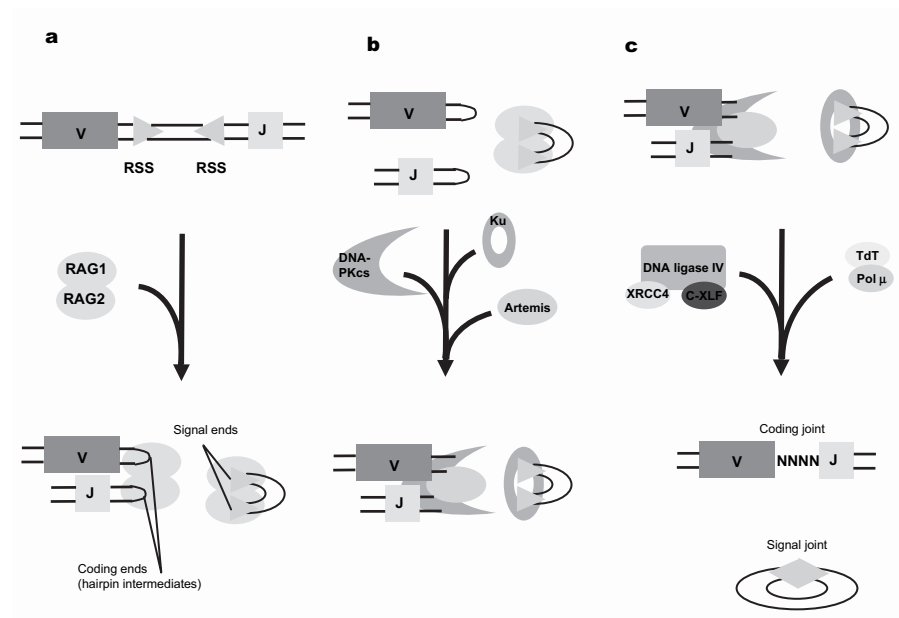 a
V
J
RSS
RSS
RAG1
RAG2
Signal ends
V
J
Coding ends
(hairpin intermediates)
b
V
J
Ku
DNA-
PKcs
Artemis
V
J
c
V
J
DNA ligase IV
XRCC4
C-XLF
TdT
Pol μ
Coding joint
V
NNNN
J
Signal joint